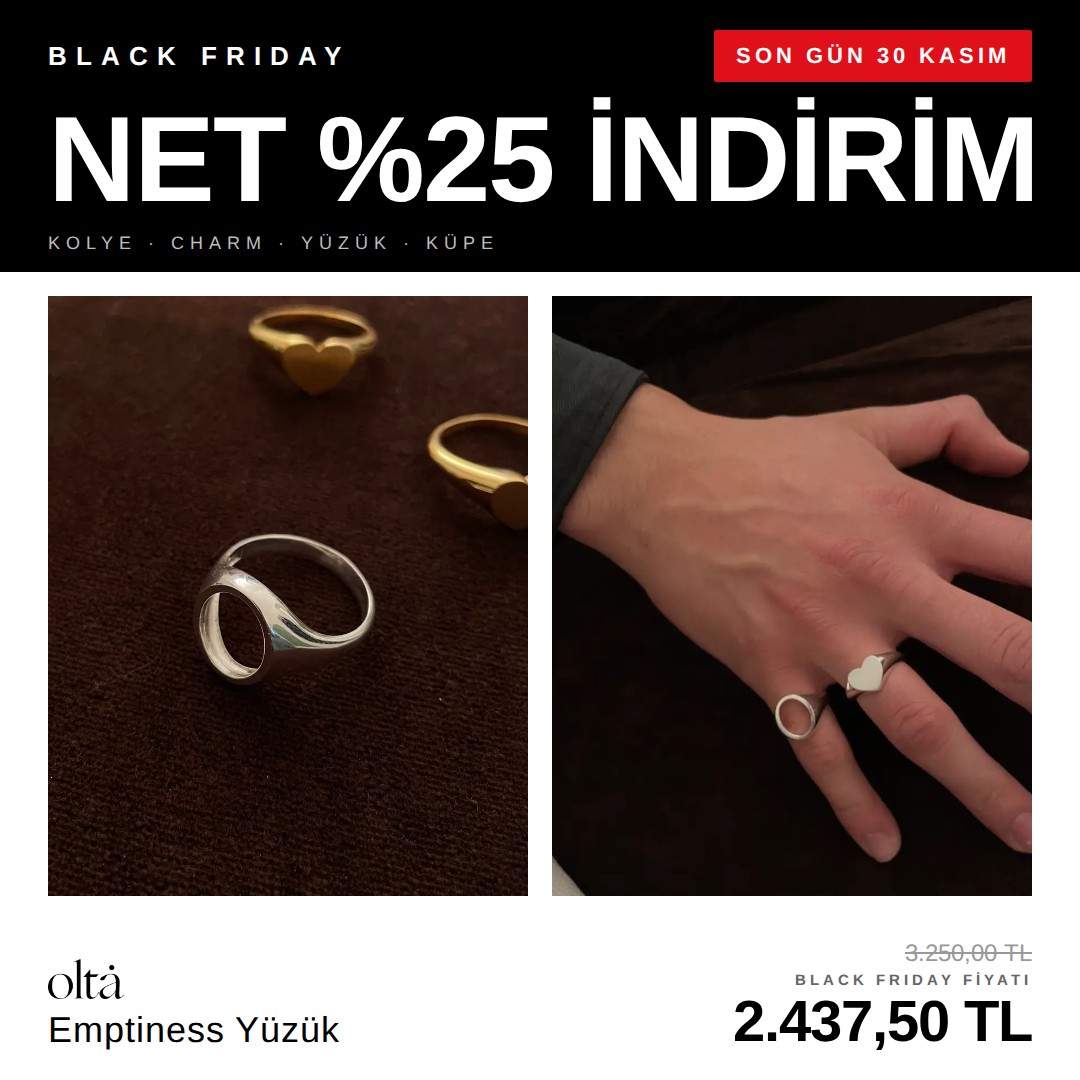 BLACK FRIDAY
SON GÜN 30 KASIM
NET %25 İNDİRİM
KOLYE · CHARM · YÜZÜK · KÜPE
oltȧ
Emptiness Yüzük
3.250,00 TL
BLACK FRIDAY FİYATI
2.437,50 TL